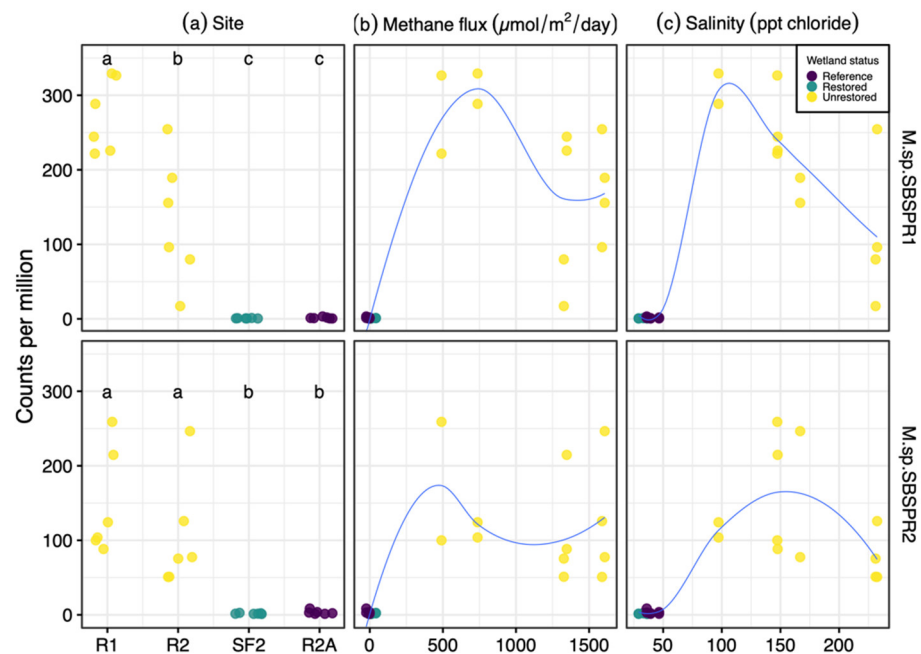 (a) Site
(b) Methane flux (μmol/m²/day)
(c) Salinity (ppt chloride)
Counts per million
a b c c
300
200
100
0
Wetland status
Reference
Restored
Unrestored
M.sp.SBSPR1
a a b b
300
200
100
0
M.sp.SBSPR2
R1 R2 SF2 R2A
0 500 1000 1500
50 100 150 200